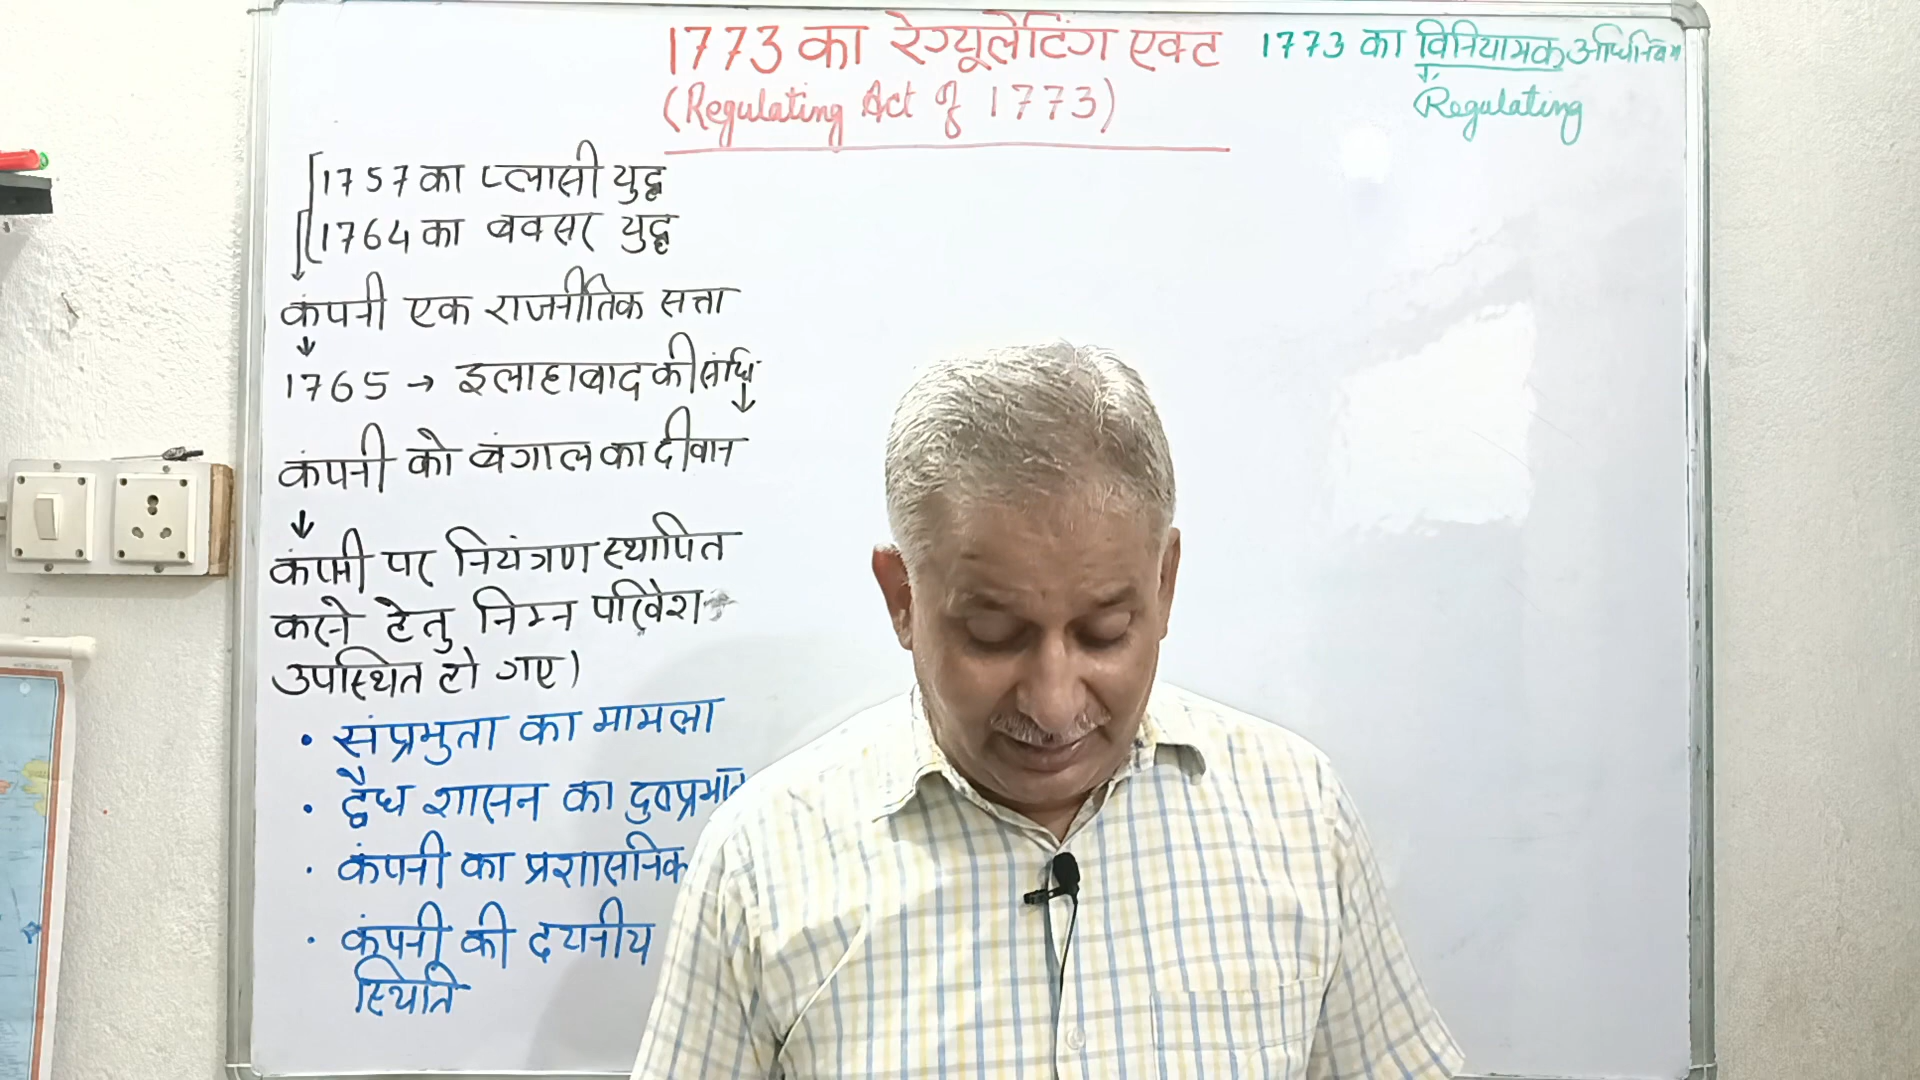 1773 का रेग्यूलेटिंग एक्ट
(Regulating Act of 1773)
1773 का विनियामक अधिनियम
Regulating
1757 का प्लासी युद्ध
1764 का बक्सर युद्ध
कंपनी एक राजनीतिक सत्ता
1765 → इलाहाबाद की संधि
कंपनी को बंगाल का दीवान
कंपनी पर नियंत्रण स्थापित
करने हेतु निम्न परिवेश
उपस्थित हो गए)
• संप्रभुता का मामला
• द्वैध शासन का दुष्प्रभाव
• कंपनी का प्रशासनिक
• कंपनी की दयनीय
स्थिति